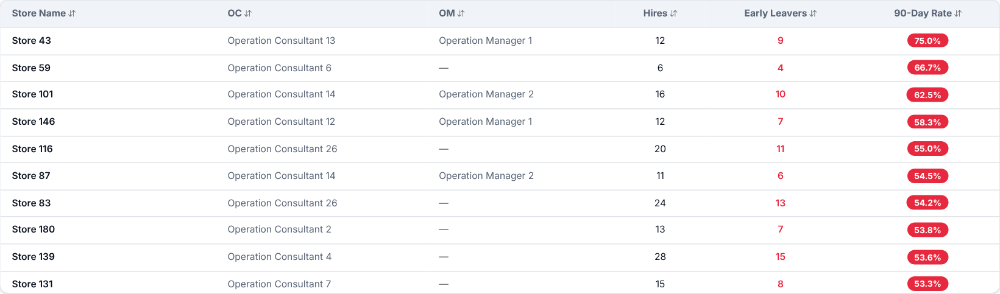 Store Name OC OM Hires Early Leavers 90-Day Rate
Store 43 Operation Consultant 13 Operation Manager 1 12 9 75.0%
Store 59 Operation Consultant 6 — 6 4 66.7%
Store 101 Operation Consultant 14 Operation Manager 2 16 10 62.5%
Store 146 Operation Consultant 12 Operation Manager 1 12 7 58.3%
Store 116 Operation Consultant 26 — 20 11 55.0%
Store 87 Operation Consultant 14 Operation Manager 2 11 6 54.5%
Store 83 Operation Consultant 26 — 24 13 54.2%
Store 180 Operation Consultant 2 — 13 7 53.8%
Store 139 Operation Consultant 4 — 28 15 53.6%
Store 131 Operation Consultant 7 — 15 8 53.3%